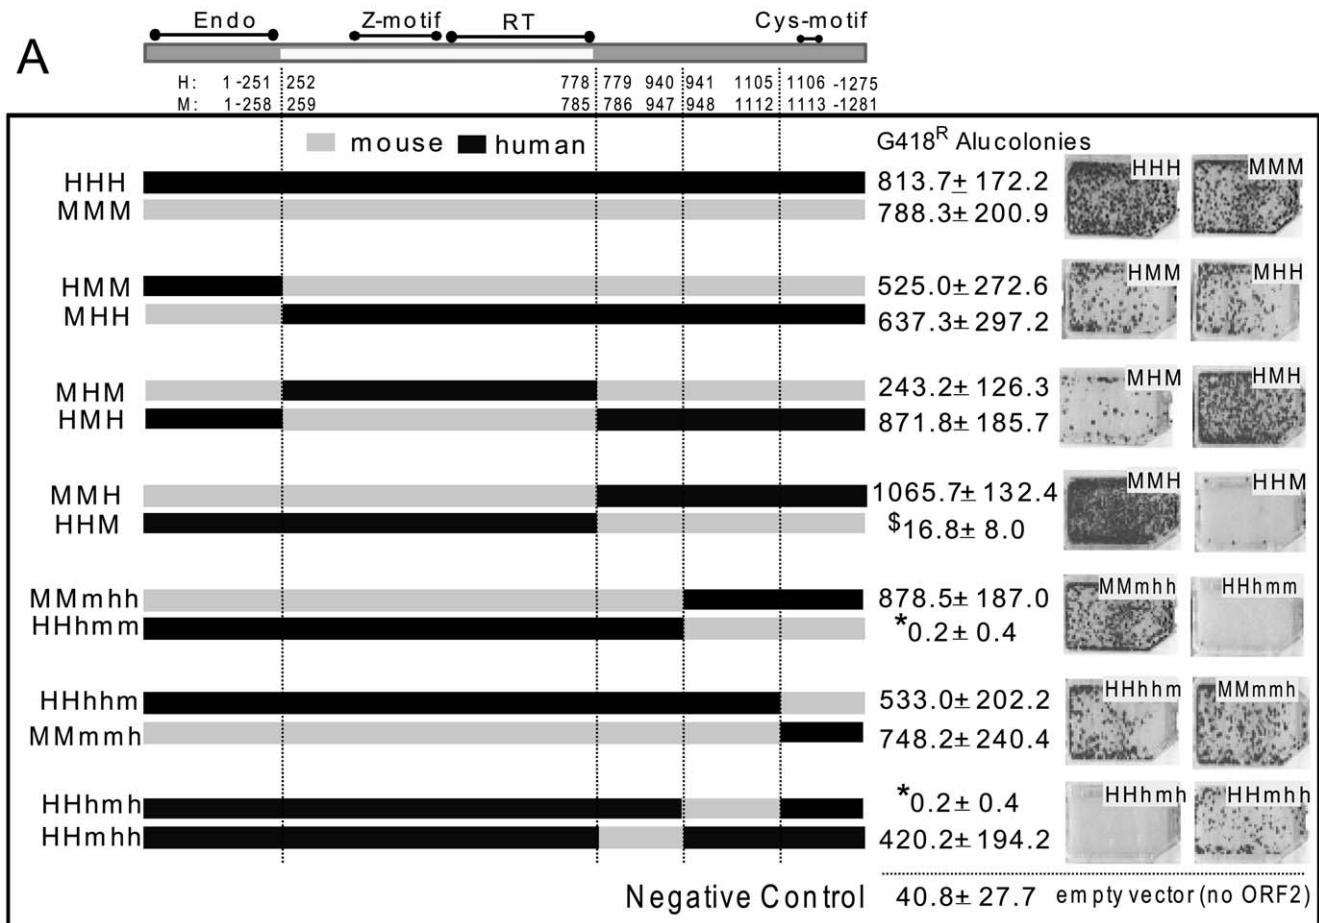 A
Endo Z-motif RT Cys-motif
H: 1-251 252 778 779 940 941 1105 1106 -1275
M: 1-258 259 785 786 947 948 1112 1113 -1281
mouse human G418R Alucolonies
HHH 813.7± 172.2 HHH MMM
MMM 788.3± 200.9
HMM 525.0± 272.6 HMM MHH
MHH 637.3± 297.2
MHM 243.2± 126.3 MHM HMH
HMH 871.8± 185.7
MMH 1065.7± 132.4 MMH HHM
HHM $16.8± 8.0
MMmhh 878.5± 187.0 MMmhh HHhmm
HHhmm *0.2± 0.4
HHhhm 533.0± 202.2 HHhhm MMmmh
MMmmh 748.2± 240.4
HHhmh *0.2± 0.4 HHhmh HHmhh
HHmhh 420.2± 194.2
Negative Control 40.8± 27.7 empty vector (no ORF2)